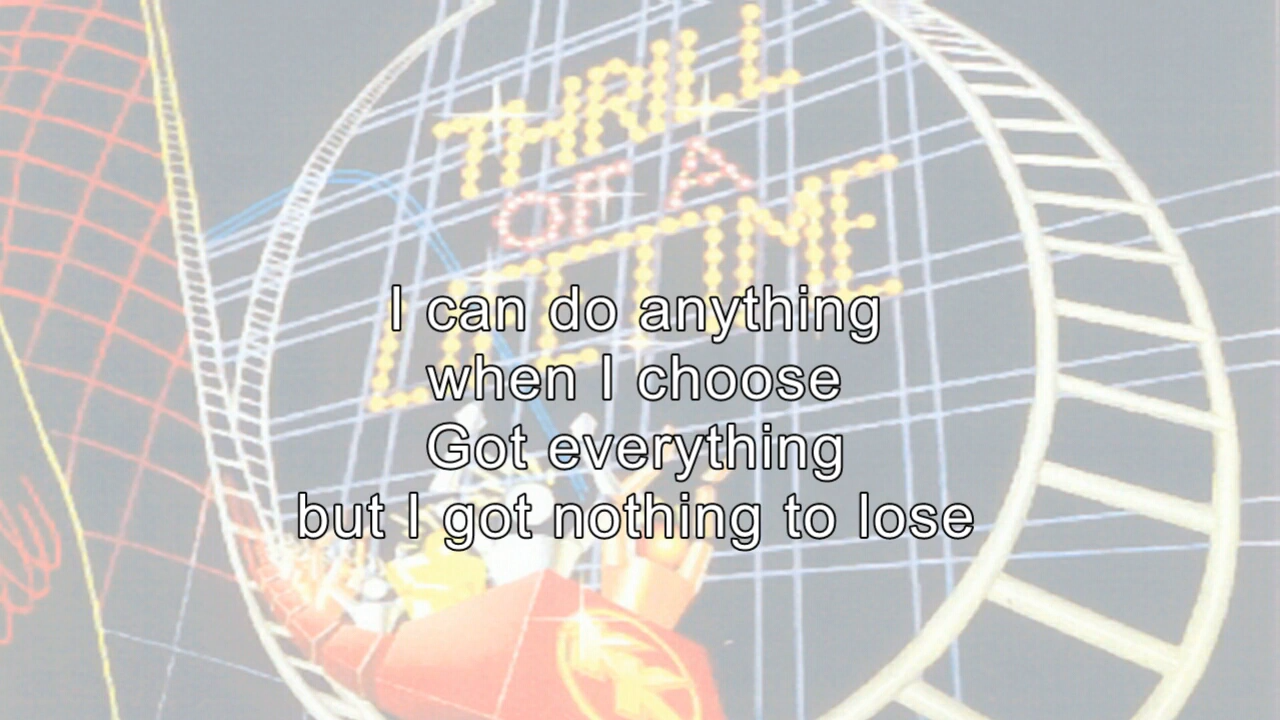 THRILL
OF A
LIFETIME
I can do anything
when I choose
Got everything
but I got nothing to lose